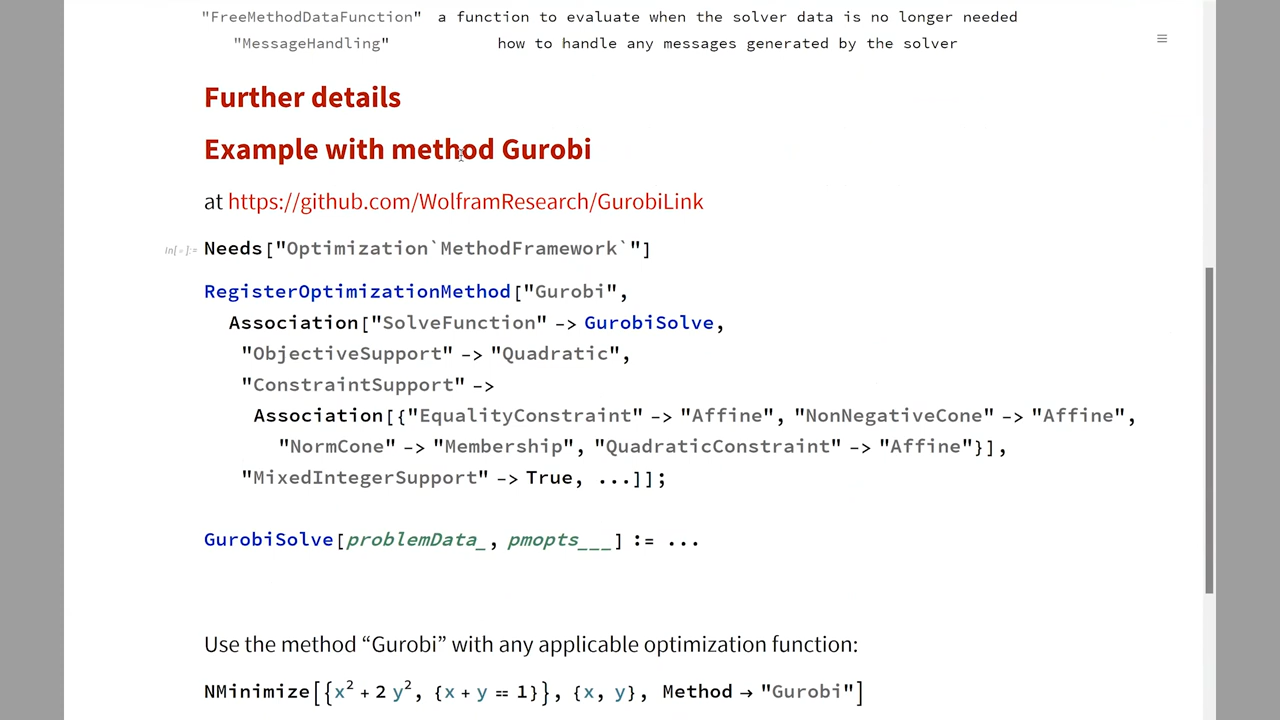 "FreeMethodDataFunction" a function to evaluate when the solver data is no longer needed
"MessageHandling" how to handle any messages generated by the solver
Further details
Example with method Gurobi
at https://github.com/WolframResearch/GurobiLink
In[ ]:= Needs["Optimization`MethodFramework`"]
RegisterOptimizationMethod["Gurobi",
Association["SolveFunction" -> GurobiSolve,
"ObjectiveSupport" -> "Quadratic",
"ConstraintSupport" ->
Association[{"EqualityConstraint" -> "Affine", "NonNegativeCone" -> "Affine",
"NormCone" -> "Membership", "QuadraticConstraint" -> "Affine"}],
"MixedIntegerSupport" -> True, ...]];
GurobiSolve[problemData_, pmopts___] := ...
Use the method “Gurobi” with any applicable optimization function:
NMinimize[{x² + 2 y², {x + y == 1}}, {x, y}, Method → "Gurobi"]